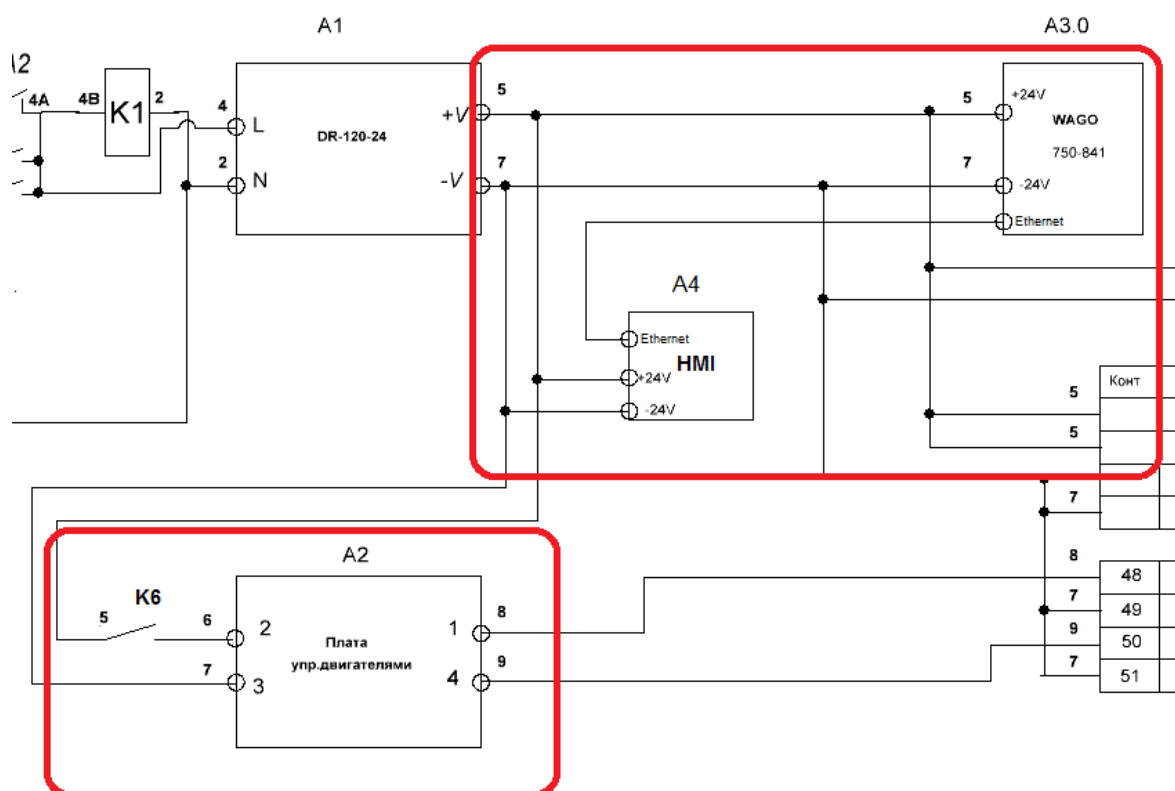 A1
A3.0
A2
4A
4B
K1
2
4
L
2
N
DR-120-24
+V
5
-V
7
5
+24V
WAGO
750-841
7
-24V
Ethernet
A4
Ethernet
HMI
+24V
-24V
5
Конт
5
7
A2
K6
5
6
2
7
3
Плата
упр.двигателями
1
8
4
9
8
48
7
49
9
50
7
51